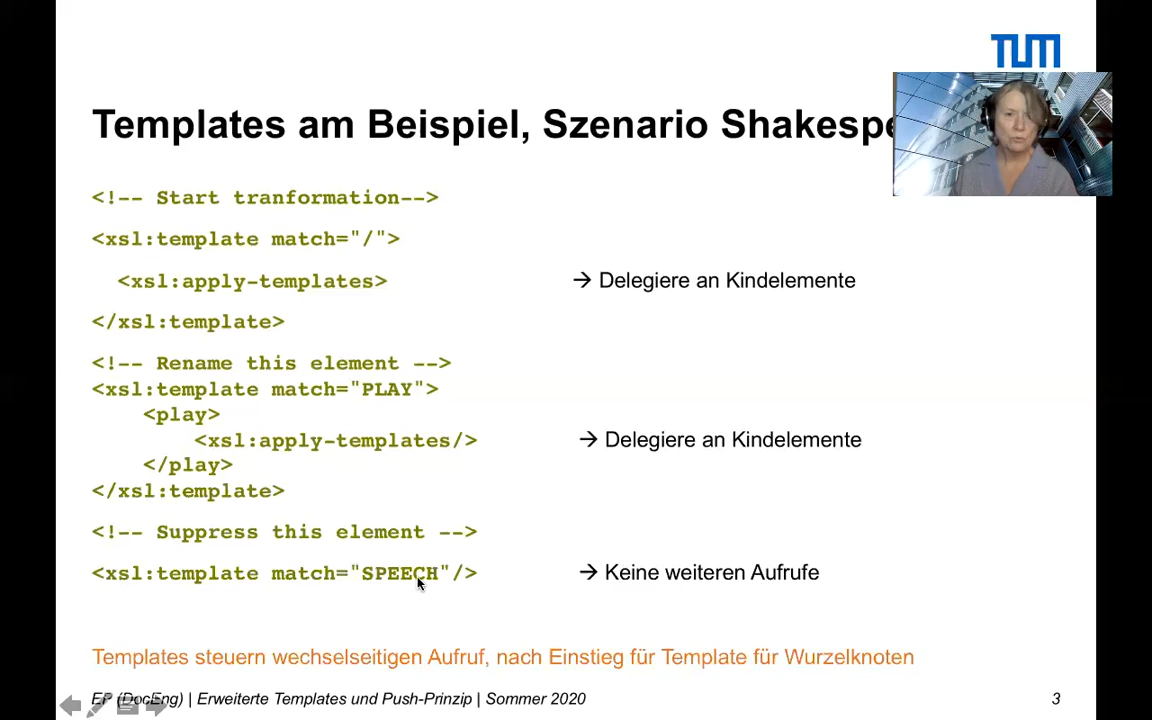 TUM
Templates am Beispiel, Szenario Shakespe
<!-- Start tranformation-->
<xsl:template match="/">
<xsl:apply-templates> → Delegiere an Kindelemente
</xsl:template>
<!-- Rename this element -->
<xsl:template match="PLAY">
<play>
<xsl:apply-templates/> → Delegiere an Kindelemente
</play>
</xsl:template>
<!-- Suppress this element -->
<xsl:template match="SPEECH"/> → Keine weiteren Aufrufe
Templates steuern wechselseitigen Aufruf, nach Einstieg für Template für Wurzelknoten
EP (DocEng) | Erweiterte Templates und Push-Prinzip | Sommer 2020 3